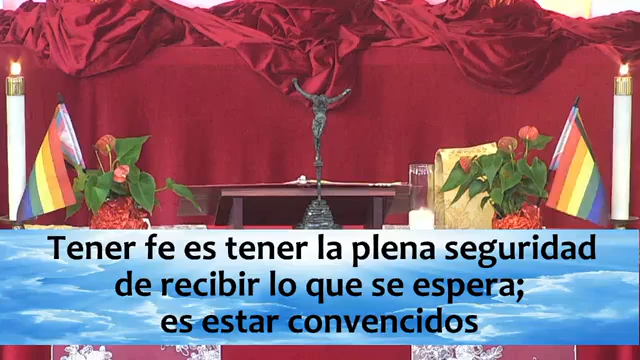 Tener fe es tener la plena seguridad
de recibir lo que se espera;
es estar convencidos